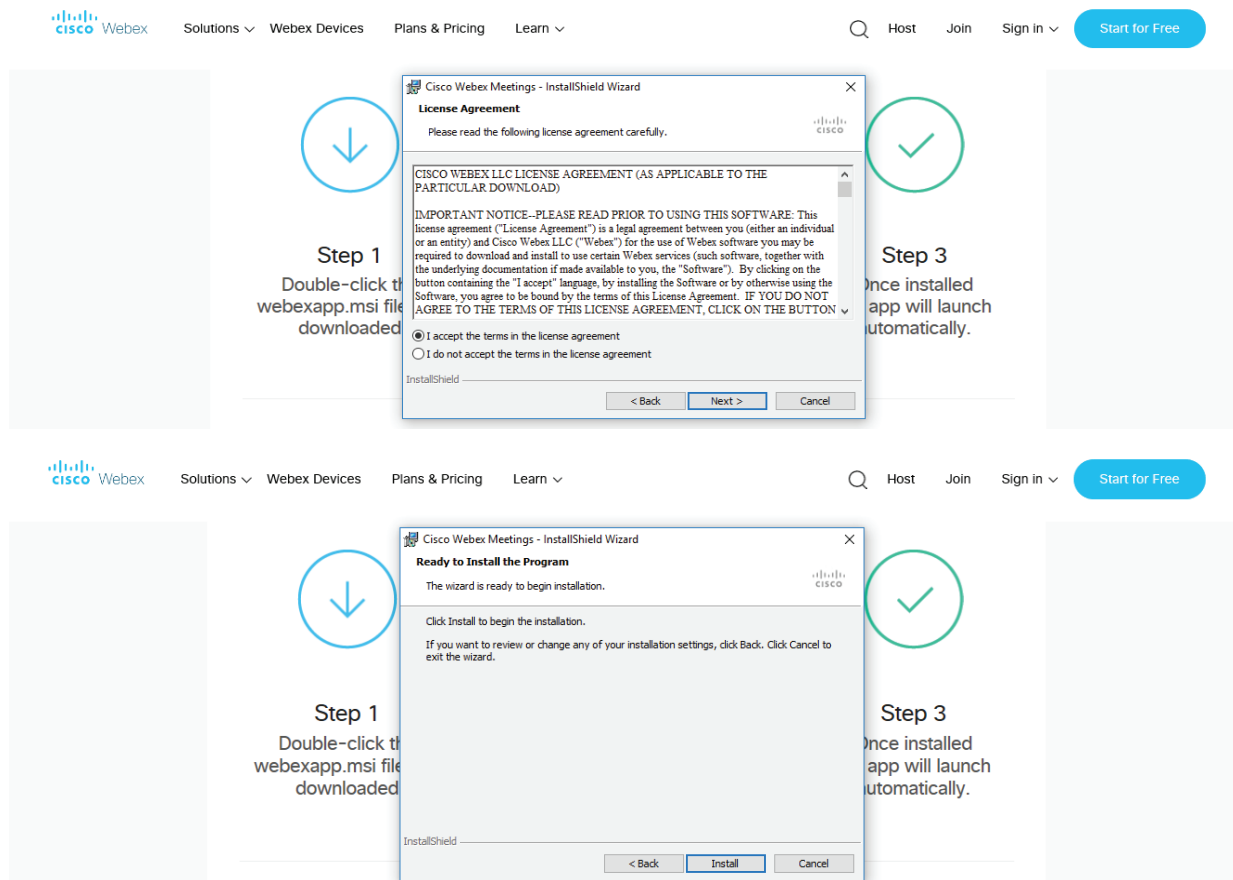 CISCO Webex Solutions Webex Devices Plans & Pricing Learn Host Join Sign in Start for Free
Cisco Webex Meetings - InstallShield Wizard
License Agreement
Please read the following license agreement carefully.
CISCO
CISCO WEBEX LLC LICENSE AGREEMENT (AS APPLICABLE TO THE
PARTICULAR DOWNLOAD)
IMPORTANT NOTICE--PLEASE READ PRIOR TO USING THIS SOFTWARE: This
license agreement ("License Agreement") is a legal agreement between you (either an individual
or an entity) and Cisco Webex LLC ("Webex") for the use of Webex software you may be
required to download and install to use certain Webex services (such software, together with
the underlying documentation if made available to you, the "Software"). By clicking on the
button containing the "I accept" language, by installing the Software or by otherwise using the
Software, you agree to be bound by the terms of this License Agreement. IF YOU DO NOT
AGREE TO THE TERMS OF THIS LICENSE AGREEMENT, CLICK ON THE BUTTON
I accept the terms in the license agreement
I do not accept the terms in the license agreement
InstallShield
< Back Next > Cancel
Step 1
Double-click
webexapp.msi file
downloaded
Step 3
Once installed
app will launch
automatically.
CISCO Webex Solutions Webex Devices Plans & Pricing Learn Host Join Sign in Start for Free
Cisco Webex Meetings - InstallShield Wizard
Ready to Install the Program
The wizard is ready to begin installation.
CISCO
Click Install to begin the installation.
If you want to review or change any of your installation settings, click Back. Click Cancel to
exit the wizard.
InstallShield
< Back Install Cancel
Step 1
Double-click
webexapp.msi file
downloaded
Step 3
Once installed
app will launch
automatically.